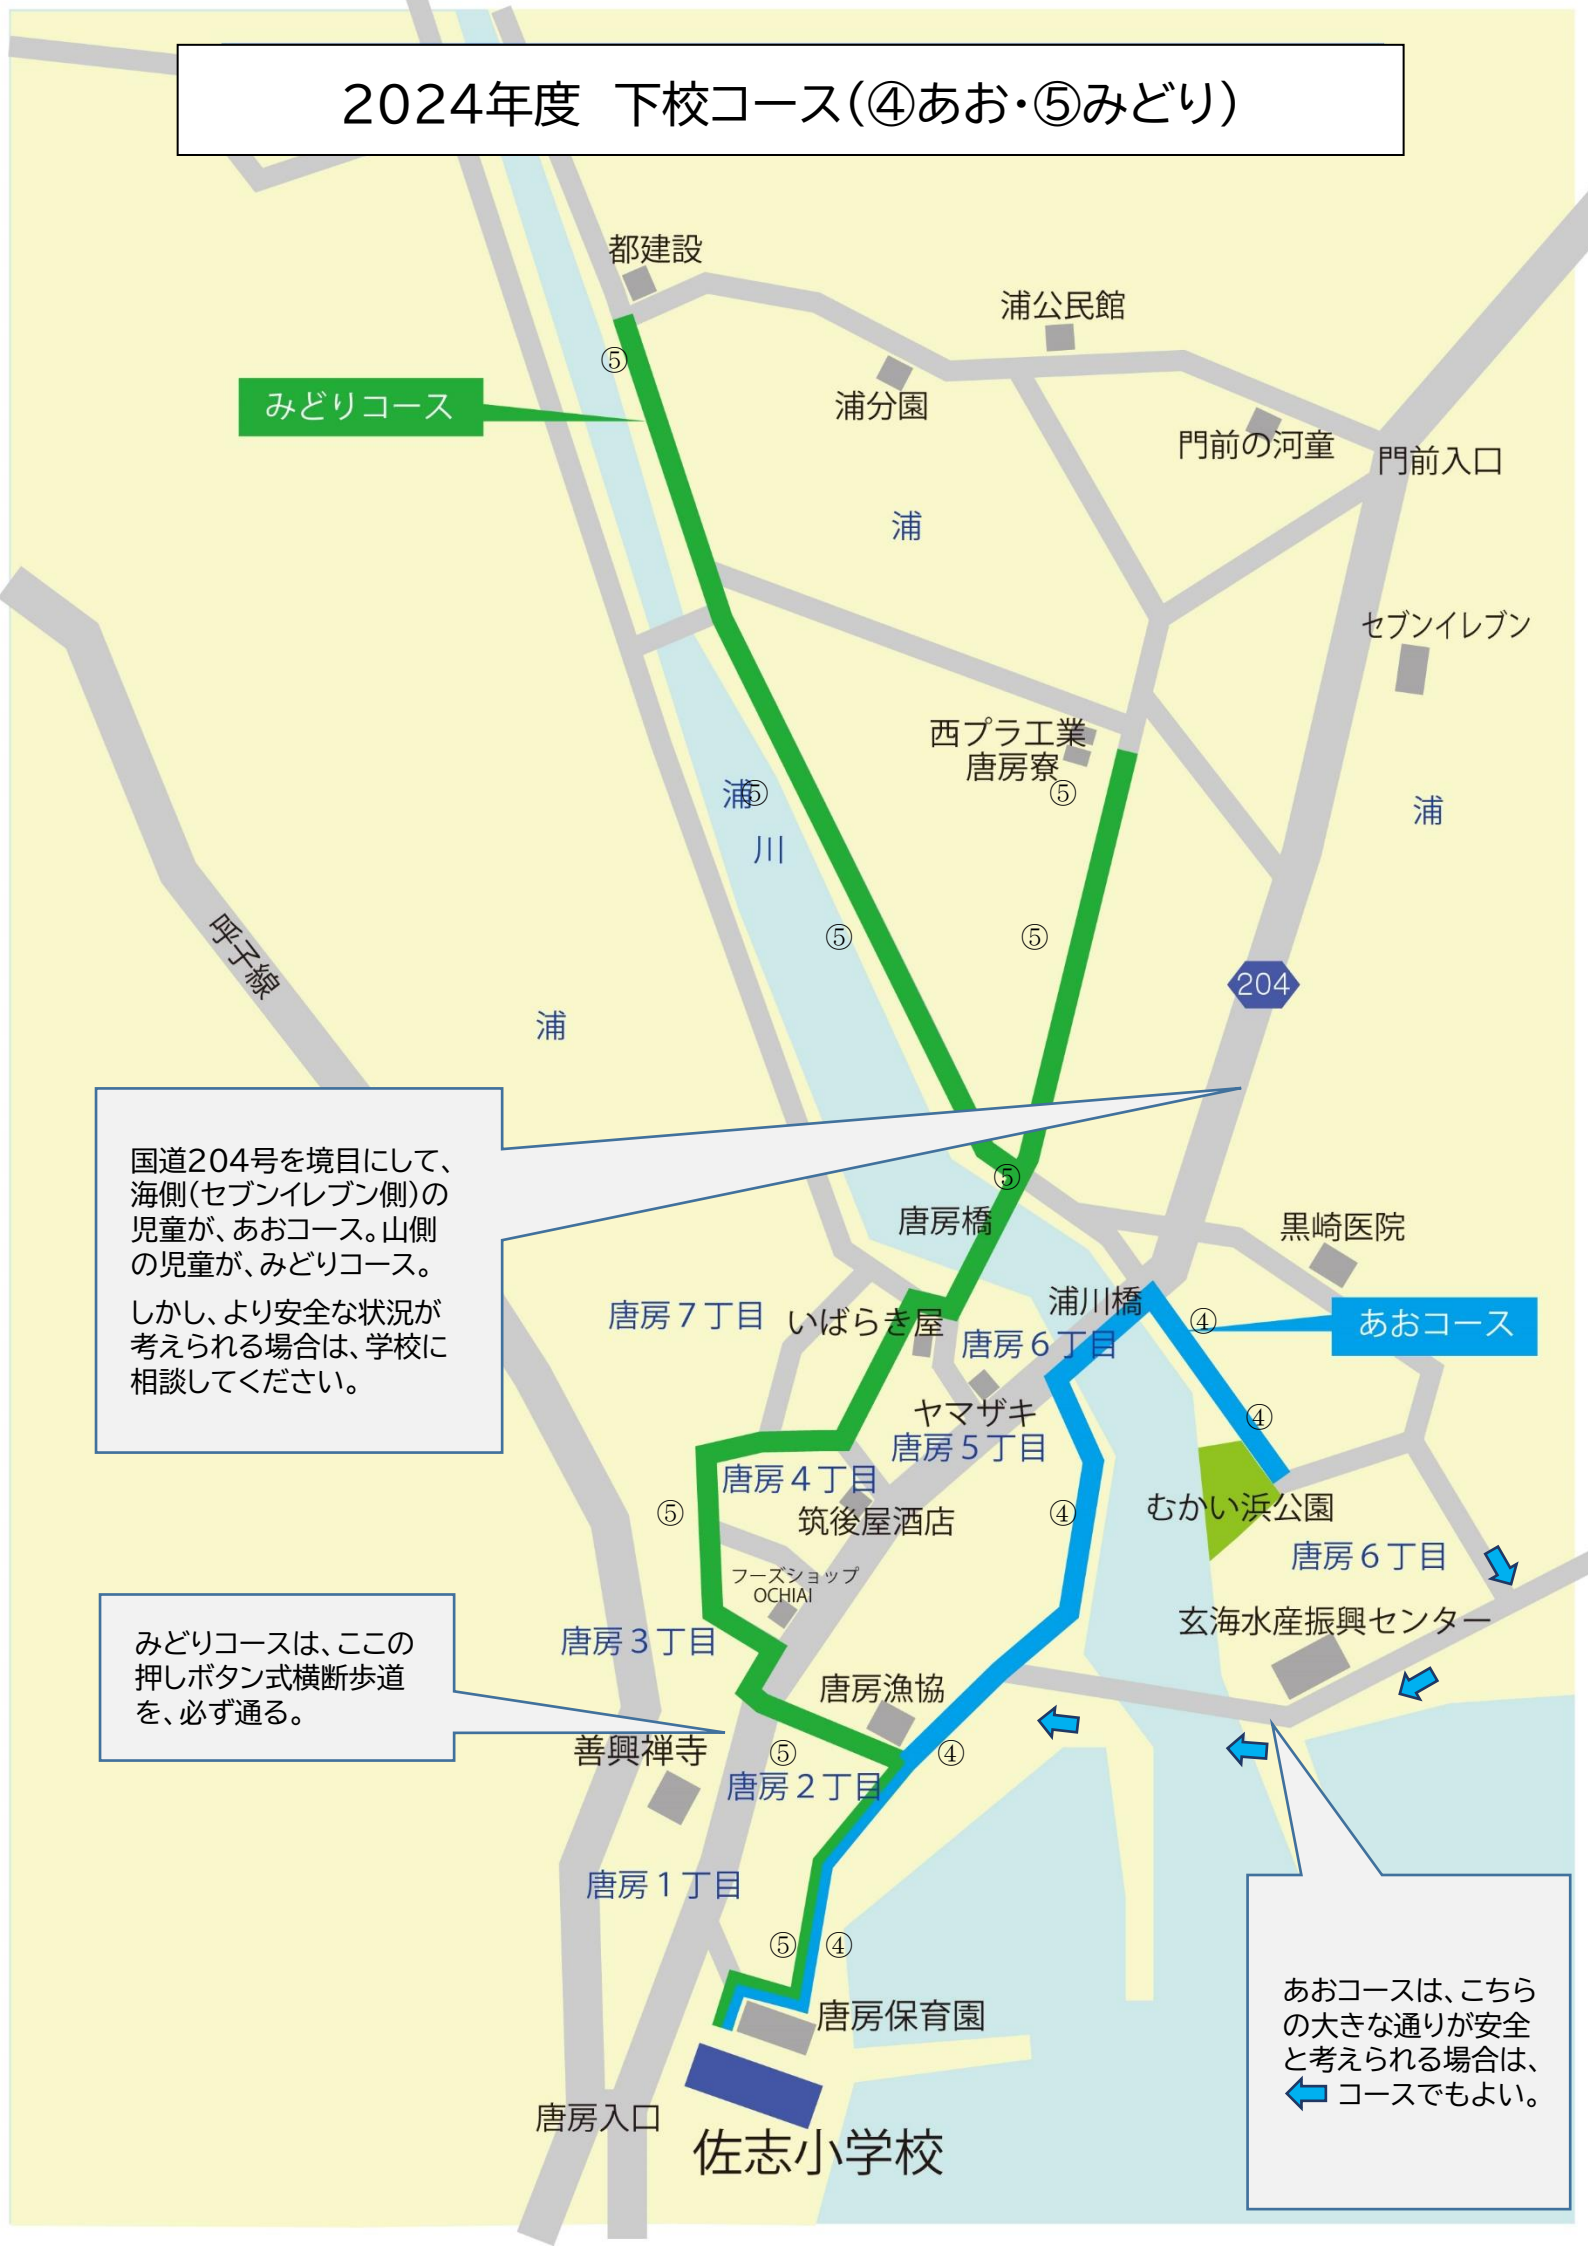 2024年度　下校コース（④あお・⑤みどり）
都建設
浦公民館
⑤
みどりコース
浦分園
門前の河童
門前入口
浦
セブンイレブン
西プラ工業
唐房寮
浦
川
⑤
⑤
浦
⑤
⑤
呼子線
204
浦
国道204号を境目にして、
海側（セブンイレブン側）の
児童が、あおコース。山側
の児童が、みどりコース。
しかし、より安全な状況が
考えられる場合は、学校に
相談してください。
⑤
唐房橋
黒崎医院
浦川橋
唐房７丁目
いばらき屋
④
あおコース
唐房６丁目
ヤマザキ
④
唐房５丁目
唐房４丁目
⑤
筑後屋酒店
④
むかい浜公園
唐房６丁目
フーズショップ
OCHIAI
玄海水産振興センター
唐房３丁目
みどりコースは、ここの
押しボタン式横断歩道
を、必ず通る。
唐房漁協
善興禅寺
⑤
④
唐房２丁目
唐房１丁目
⑤
④
あおコースは、こちら
の大きな通りが安全
と考えられる場合は、
コースでもよい。
唐房保育園
唐房入口
佐志小学校